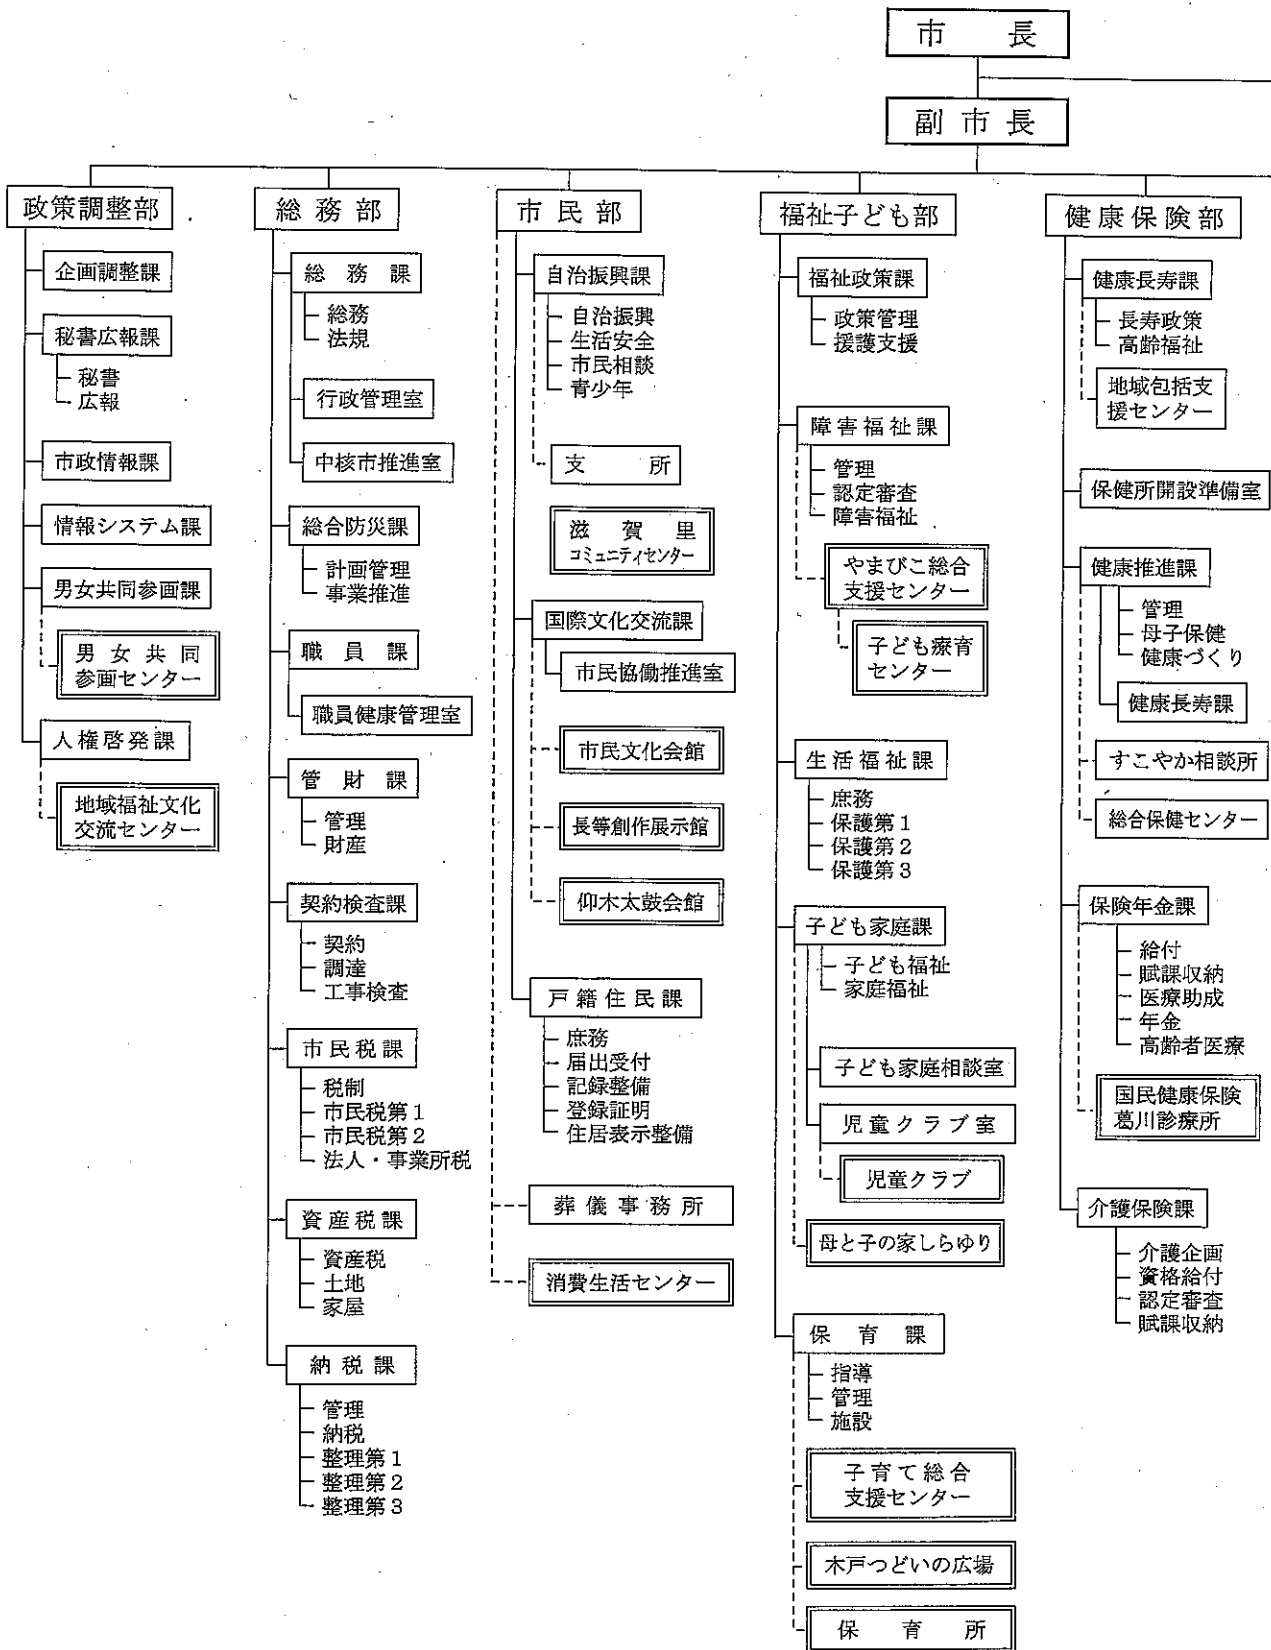 市長
副市長
政策調整部
企画調整課
秘書広報課
秘書
広報
市政情報課
情報システム課
男女共同参画課
男女共同
参画センター
人権啓発課
地域福祉文化
交流センター
総務部
総務課
総務
法規
行政管理室
中核市推進室
総合防災課
計画管理
事業推進
職員課
職員健康管理室
管財課
管理
財産
契約検査課
契約
調達
工事検査
市民税課
税制
市民税第1
市民税第2
法人・事業所税
資産税課
資産税
土地
家屋
納税課
管理
納税
整理第1
整理第2
整理第3
市民部
自治振興課
自治振興
生活安全
市民相談
青少年
支所
滋賀里
コミュニティセンター
国際文化交流課
市民協働推進室
市民文化会館
長等創作展示館
仰木太鼓会館
戸籍住民課
庶務
届出受付
記録整備
登録証明
住居表示整備
葬儀事務所
消費生活センター
福祉子ども部
福祉政策課
政策管理
援護支援
障害福祉課
管理
認定審査
障害福祉
やまびこ総合
支援センター
子ども療育
センター
生活福祉課
庶務
保護第1
保護第2
保護第3
子ども家庭課
子ども福祉
家庭福祉
子ども家庭相談室
児童クラブ室
児童クラブ
母と子の家しらゆり
保育課
指導
管理
施設
子育て総合
支援センター
木戸つどいの広場
保育所
健康保険部
健康長寿課
長寿政策
高齢福祉
地域包括支
援センター
保健所開設準備室
健康推進課
管理
母子保健
健康づくり
健康長寿課
すこやか相談所
総合保健センター
保険年金課
給付
賦課収納
医療助成
年金
高齢者医療
国民健康保険
葛川診療所
介護保険課
介護企画
資格給付
認定審査
賦課収納